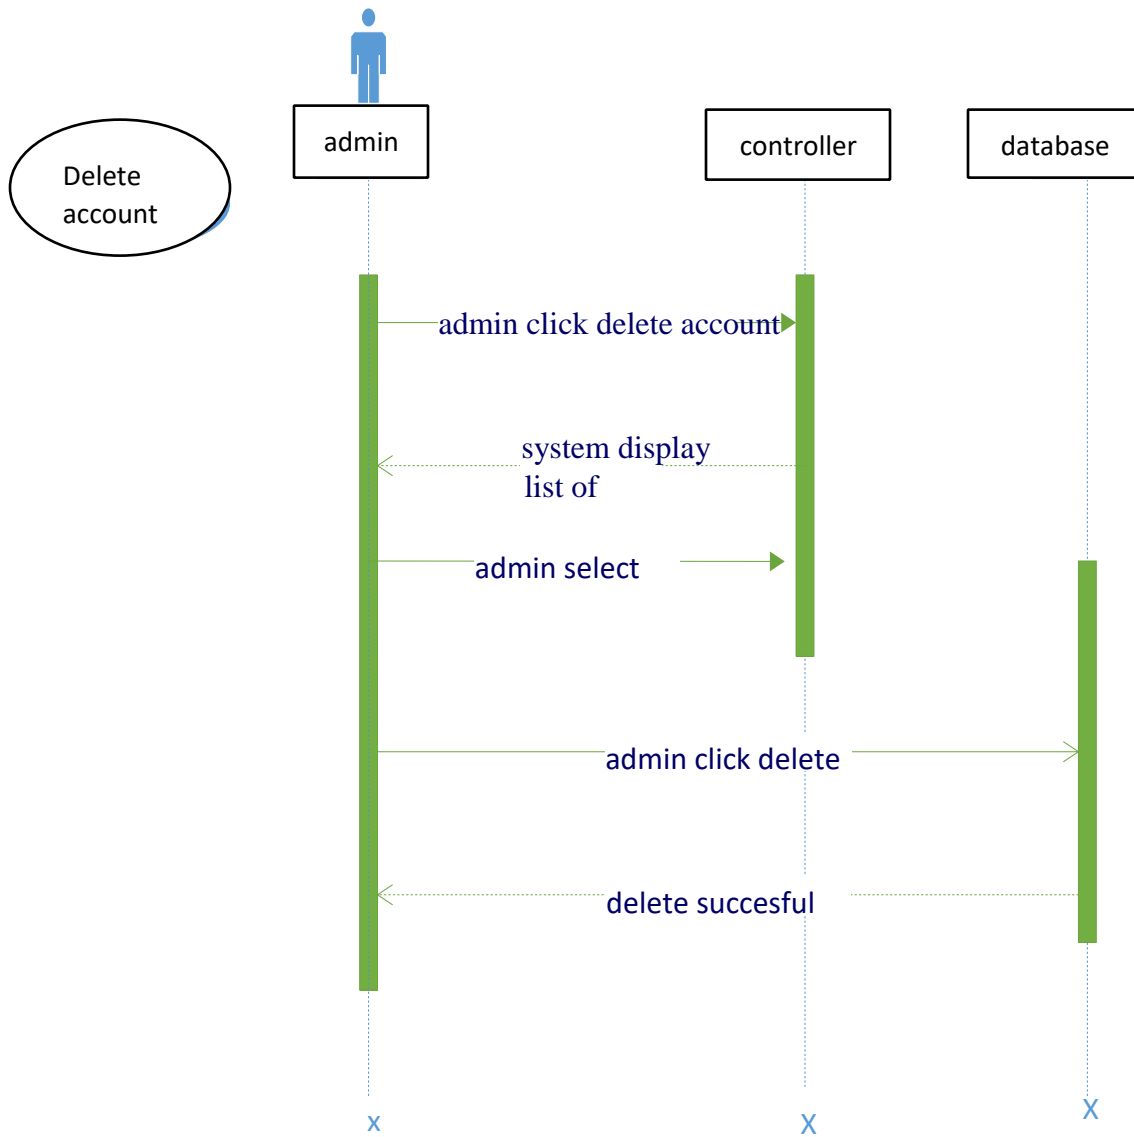 admin
controller
database
Delete
account
admin click delete account
system display
list of
admin select
admin click delete
delete succesful
x
X
X